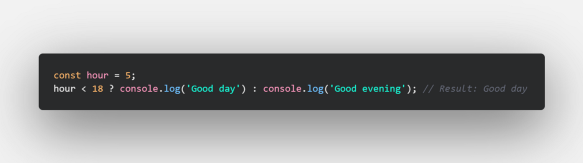 const hour = 5;
hour < 18 ? console.log('Good day') : console.log('Good evening'); // Result: Good day